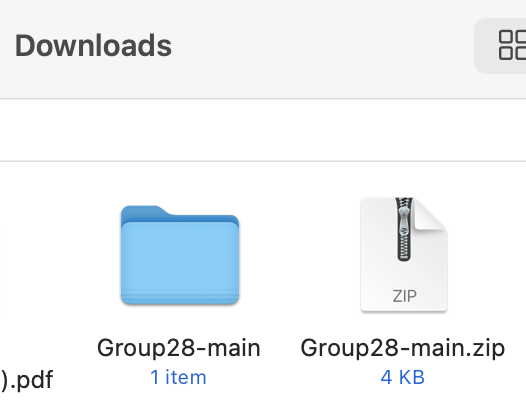 Downloads
ZIP
Group28-main
Group28-main.zip
1 item
4 KB
).pdf